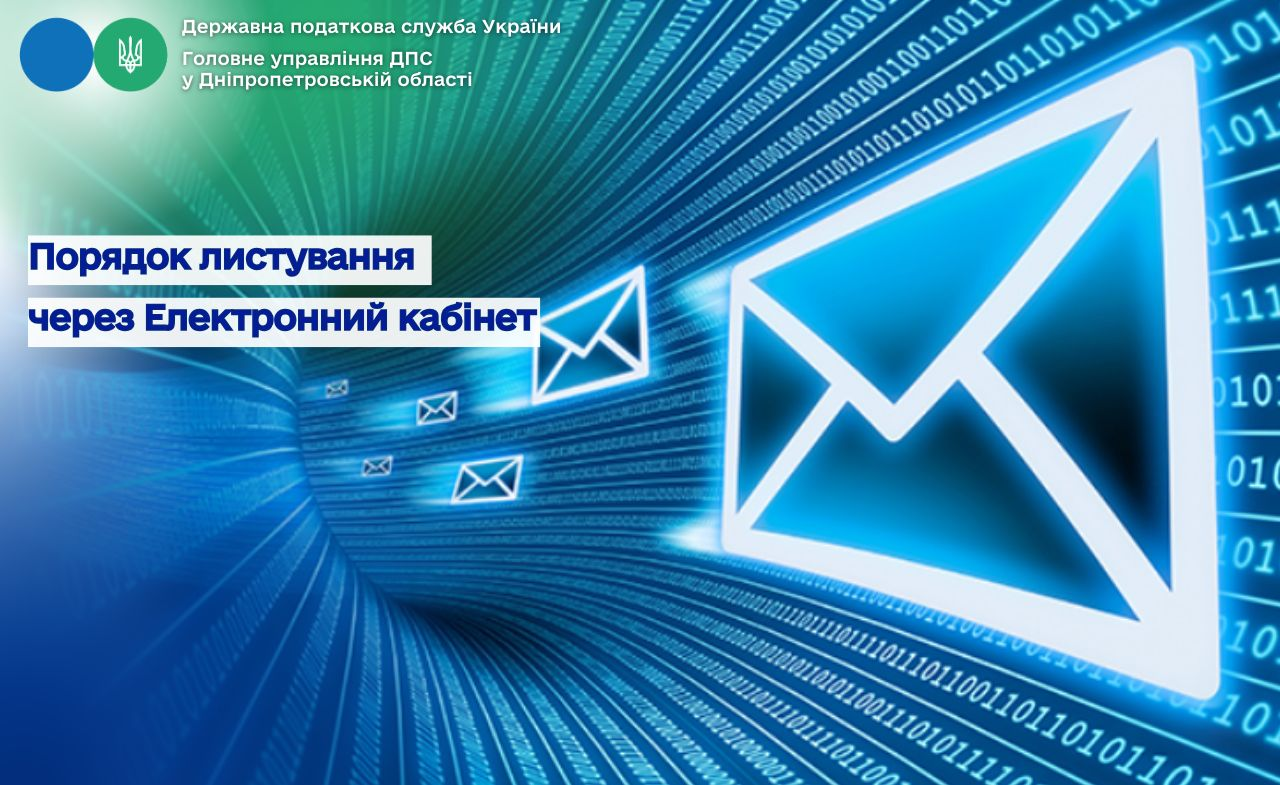 Державна податкова служба України
Головне управління ДПС
у Дніпропетровській області
Порядок листування
через Електронний кабінет